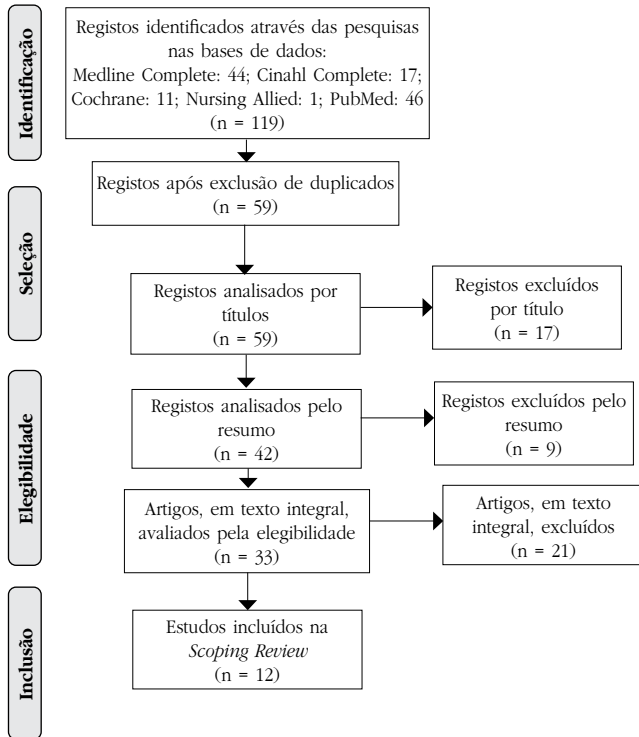 Identificação
Registos identificados através das pesquisas
nas bases de dados:
Medline Complete: 44; Cinahl Complete: 17;
Cochrane: 11; Nursing Allied: 1; PubMed: 46
(n = 119)
Seleção
Registos após exclusão de duplicados
(n = 59)
Registos analisados por
títulos
(n = 59)
Registos excluídos
por título
(n = 17)
Elegibilidade
Registos analisados pelo
resumo
(n = 42)
Registos excluídos pelo
resumo
(n = 9)
Artigos, em texto integral,
avaliados pela elegibilidade
(n = 33)
Artigos, em texto
integral, excluídos
(n = 21)
Inclusão
Estudos incluídos na
Scoping Review
(n = 12)